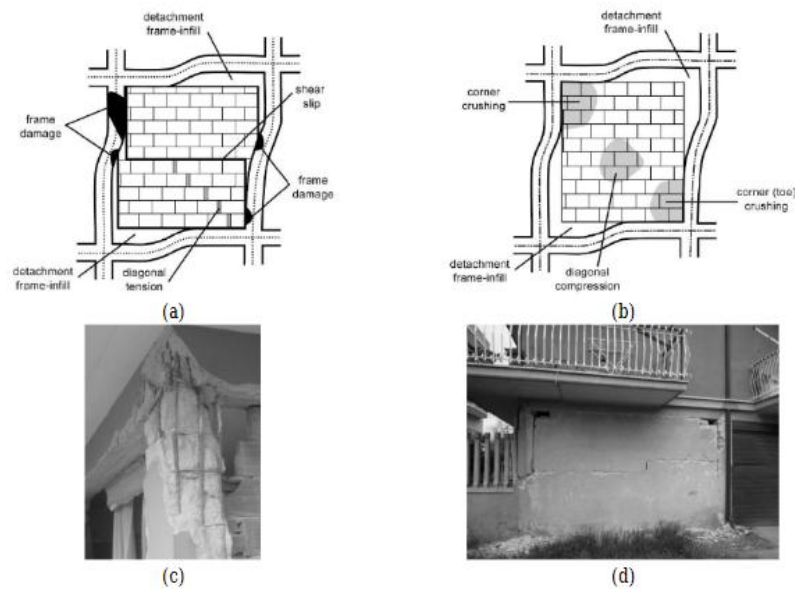 detachment
frame-infill
shear
slip
frame
damage
frame
damage
detachment
frame-infill
diagonal
tension
(a)
detachment
frame-infill
corner
crushing
corner (toe)
crushing
detachment
frame-infill
diagonal
compression
(b)
(c)
(d)